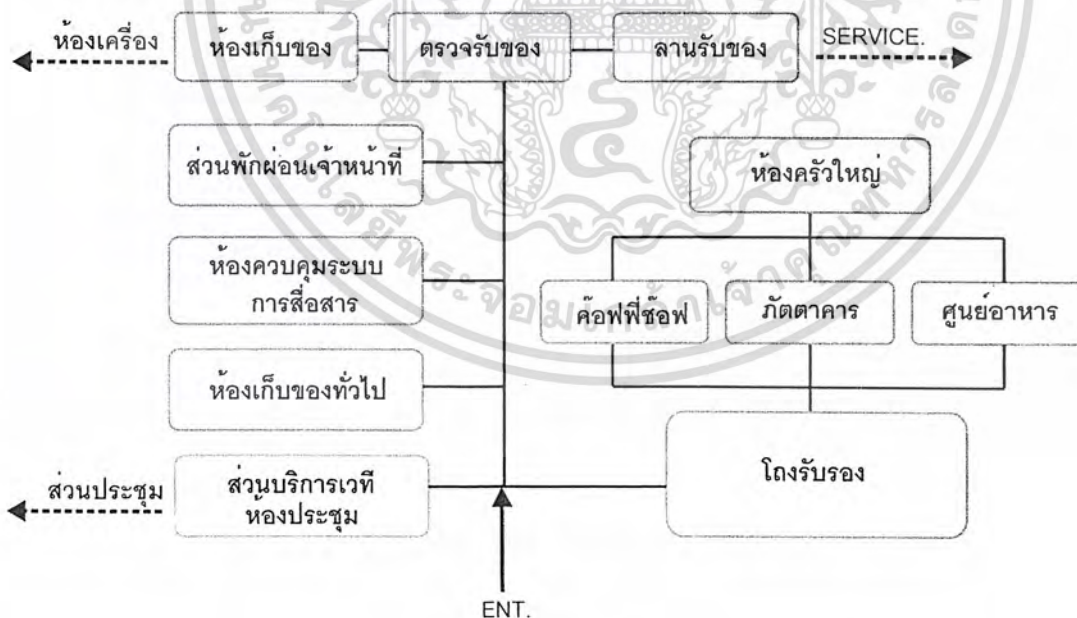 ห้องเครื่อง
ห้องเก็บของ
ตรวจรับของ
ลานรับของ
SERVICE.
ส่วนพักผ่อนเจ้าหน้าที่
ห้องครัวใหญ่
ห้องควบคุมระบบ
การสื่อสาร
ค๊อฟฟี่ช๊อฟ
ภัตตาคาร
ศูนย์อาหาร
ห้องเก็บของทั่วไป
ส่วนประชุม
ส่วนบริการเวที
ห้องประชุม
โถงรับรอง
ENT.